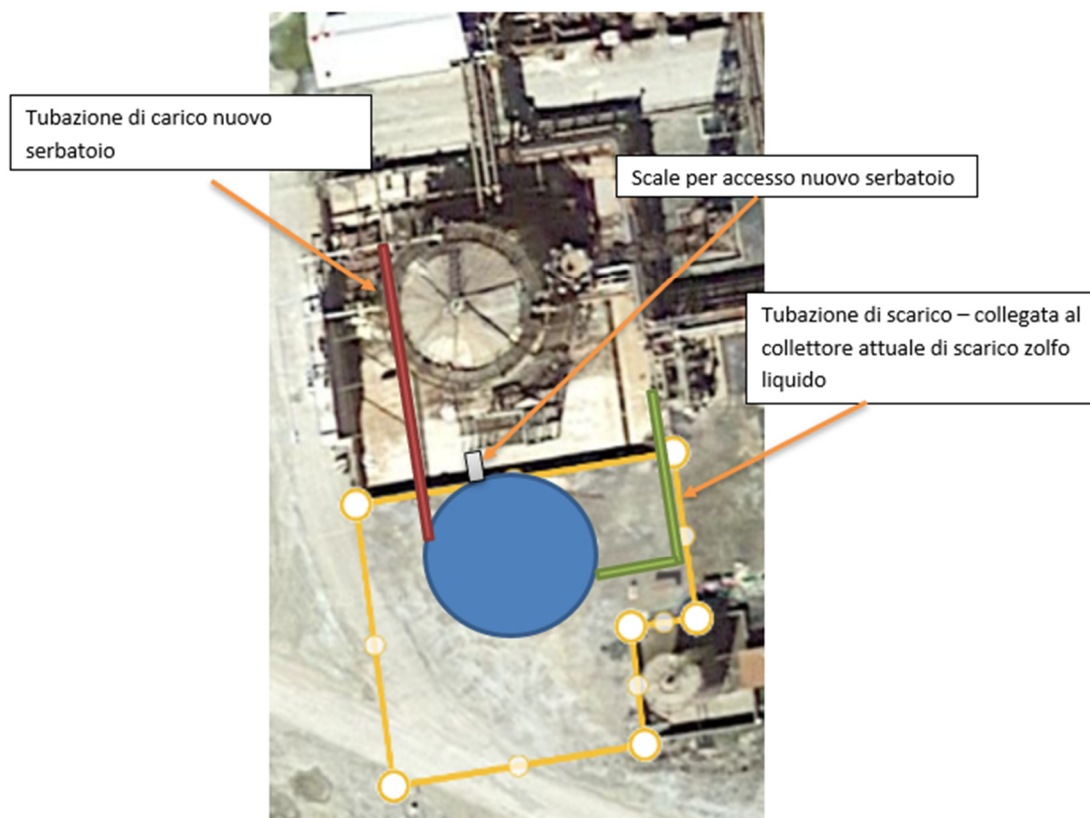 Tubazione di carico nuovo
serbatoio
Scale per accesso nuovo serbatoio
Tubazione di scarico – collegata al
collettore attuale di scarico zolfo
liquido